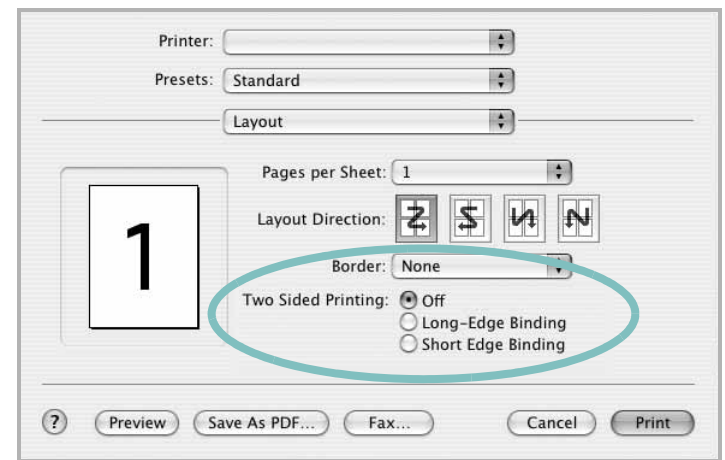 Printer:
Presets: Standard
Layout
Pages per Sheet: 1
Layout Direction:
1
Border: None
Two Sided Printing: Off
Long-Edge Binding
Short Edge Binding
? Preview Save As PDF... Fax... Cancel Print